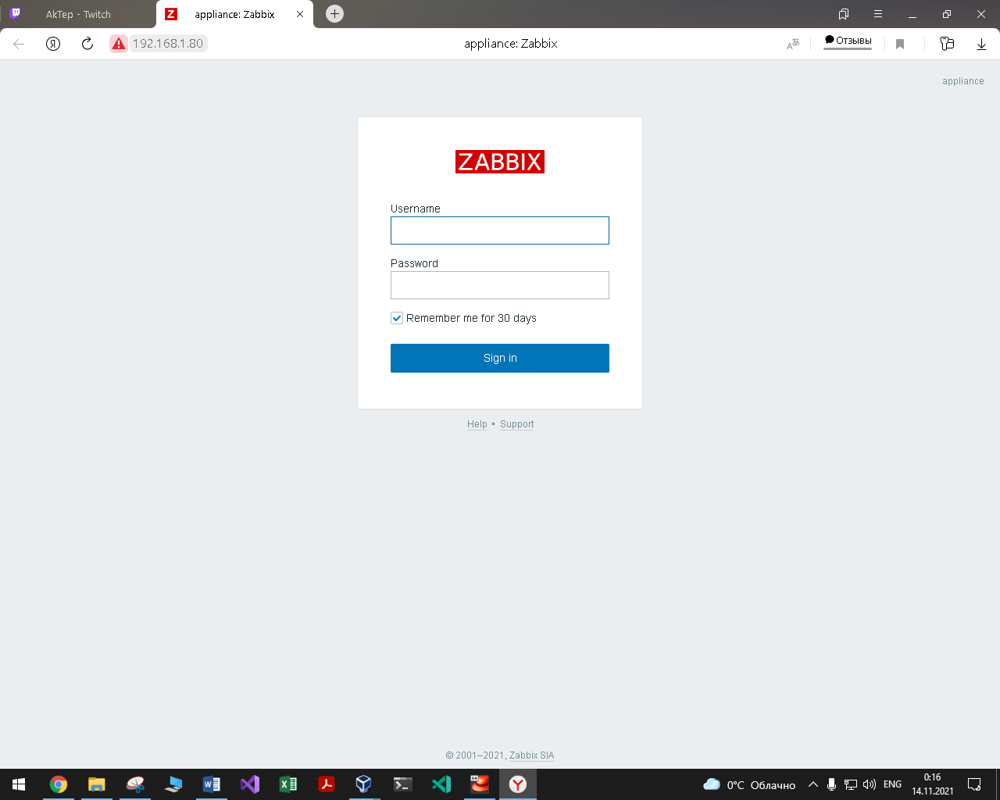 AkTep - Twitch
appliance: Zabbix
192.168.1.80
appliance: Zabbix
Отзывы
appliance
ZABBIX
Username
Password
Remember me for 30 days
Sign in
Help • Support
© 2001–2021, Zabbix SIA
0°C Облачно
ENG
0:16
14.11.2021